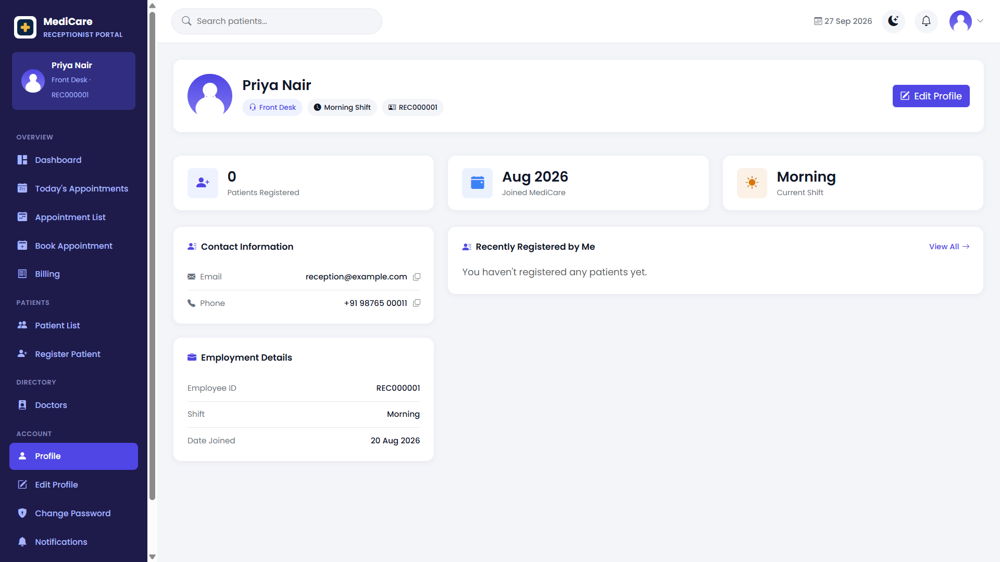 MediCare
RECEPTIONIST PORTAL
Priya Nair
Front Desk ·
REC000001
OVERVIEW
Dashboard
Fri
Today's Appointments
Appointment List
Book Appointment
Billing
PATIENTS
Patient List
Register Patient
DIRECTORY
Doctors
ACCOUNT
Profile
Edit Profile
Change Password
Notifications
Search patients...
27 Sep 2026
Priya Nair
Front Desk
Morning Shift
REC000001
Edit Profile
0
Patients Registered
Aug 2026
Joined MediCare
Morning
Current Shift
Contact Information
Email
reception@example.com
Phone
+91 98765 00011
Recently Registered by Me
View All
You haven't registered any patients yet.
Employment Details
Employee ID
REC000001
Shift
Morning
Date Joined
20 Aug 2026